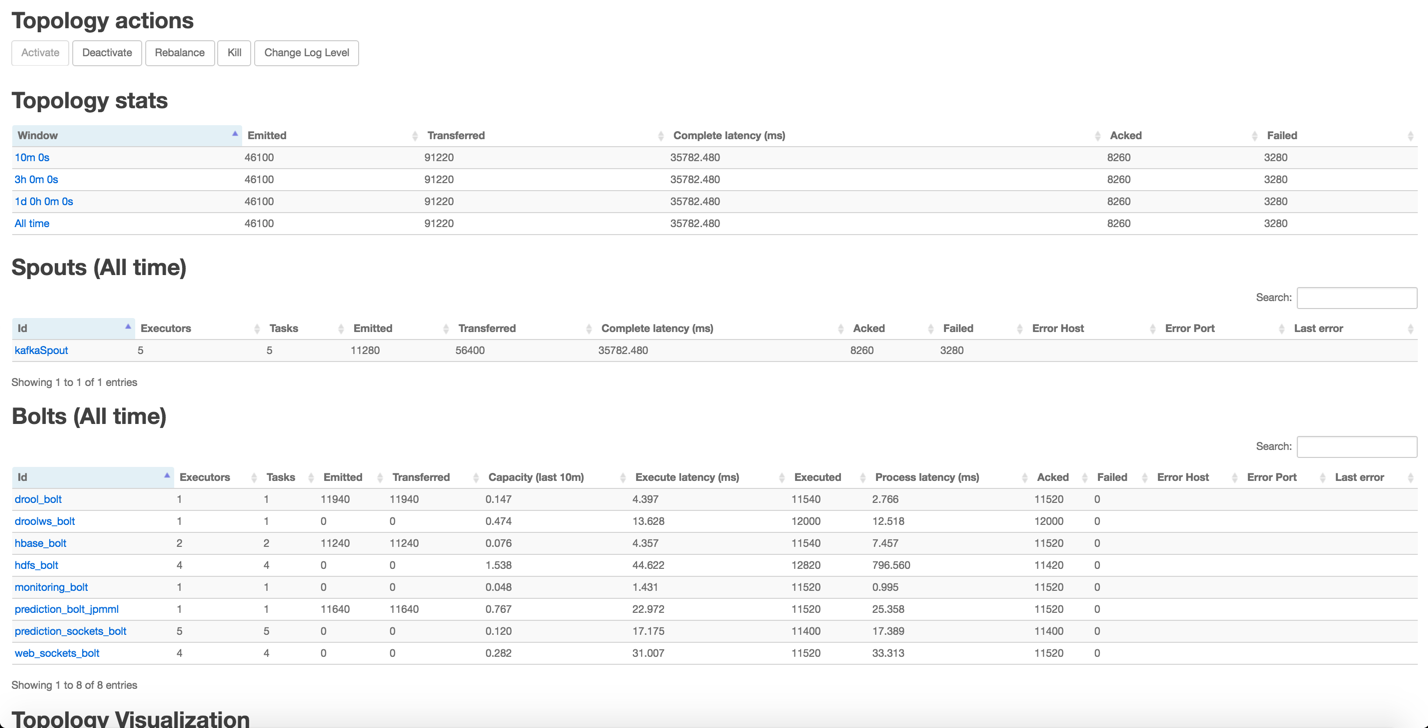 Topology actions
Activate Deactivate Rebalance Kill Change Log Level
Topology stats
Window Emitted Transferred Complete latency (ms) Acked Failed
10m 0s 46100 91220 35782.480 8260 3280
3h 0m 0s 46100 91220 35782.480 8260 3280
1d 0h 0m 0s 46100 91220 35782.480 8260 3280
All time 46100 91220 35782.480 8260 3280
Spouts (All time)
Search:
Id Executors Tasks Emitted Transferred Complete latency (ms) Acked Failed Error Host Error Port Last error
kafkaSpout 5 5 11280 56400 35782.480 8260 3280
Showing 1 to 1 of 1 entries
Bolts (All time)
Search:
Id Executors Tasks Emitted Transferred Capacity (last 10m) Execute latency (ms) Executed Process latency (ms) Acked Failed Error Host Error Port Last error
drool_bolt 1 1 11940 11940 0.147 4.397 11540 2.766 11520 0
droolws_bolt 1 1 0 0 0.474 13.628 12000 12.518 12000 0
hbase_bolt 2 2 11240 11240 0.076 4.357 11540 7.457 11520 0
hdfs_bolt 4 4 0 0 1.538 44.622 12820 796.560 11420 0
monitoring_bolt 1 1 0 0 0.048 1.431 11520 0.995 11520 0
prediction_bolt_jpmml 1 1 11640 11640 0.767 22.972 11520 25.358 11520 0
prediction_sockets_bolt 5 5 0 0 0.120 17.175 11400 17.389 11400 0
web_sockets_bolt 4 4 0 0 0.282 31.007 11520 33.313 11520 0
Showing 1 to 8 of 8 entries
Topology Visualization